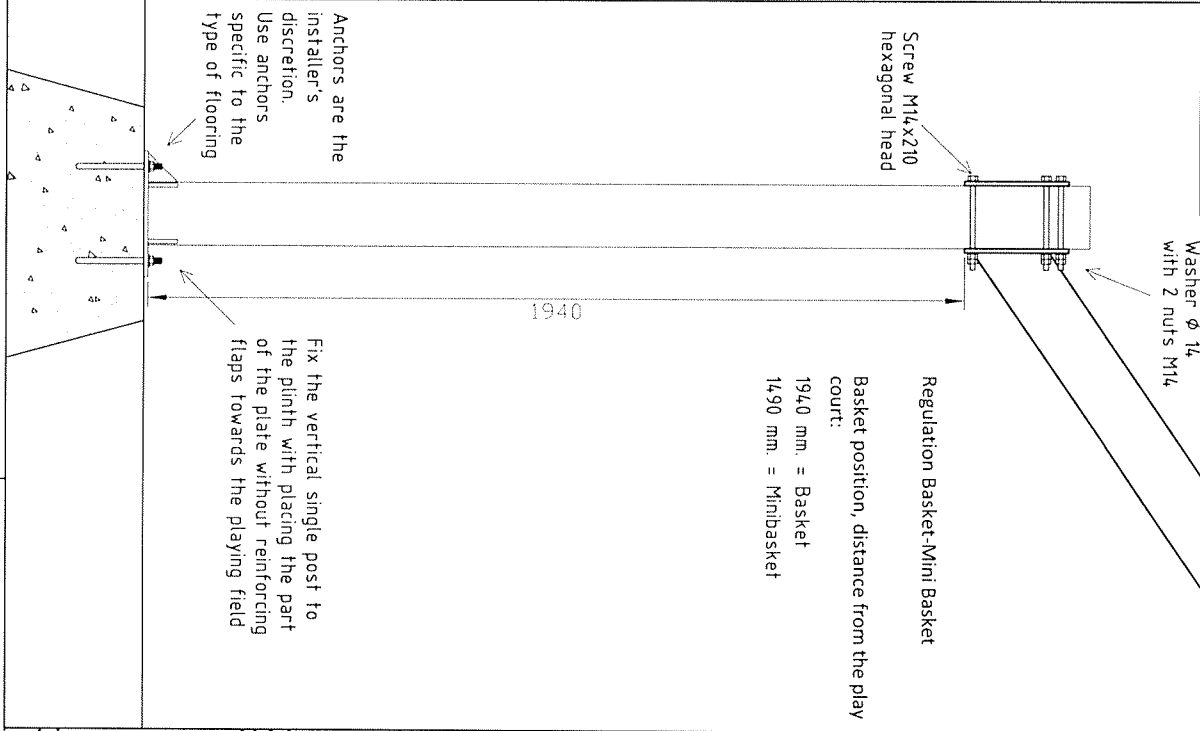 Washer Ø 14
with 2 nuts M14
Screw M14x210
hexagonal head
Regulation Basket-Mini Basket
Basket position, distance from the play
court:
1940 mm. = Basket
1490 mm. = Minibasket
1940
Anchors are the
installer's
discretion.
Use anchors
specific to the
type of flooring
Fix the vertical single post to
the plinth with placing the part
of the plate without reinforcing
flaps towards the playing field